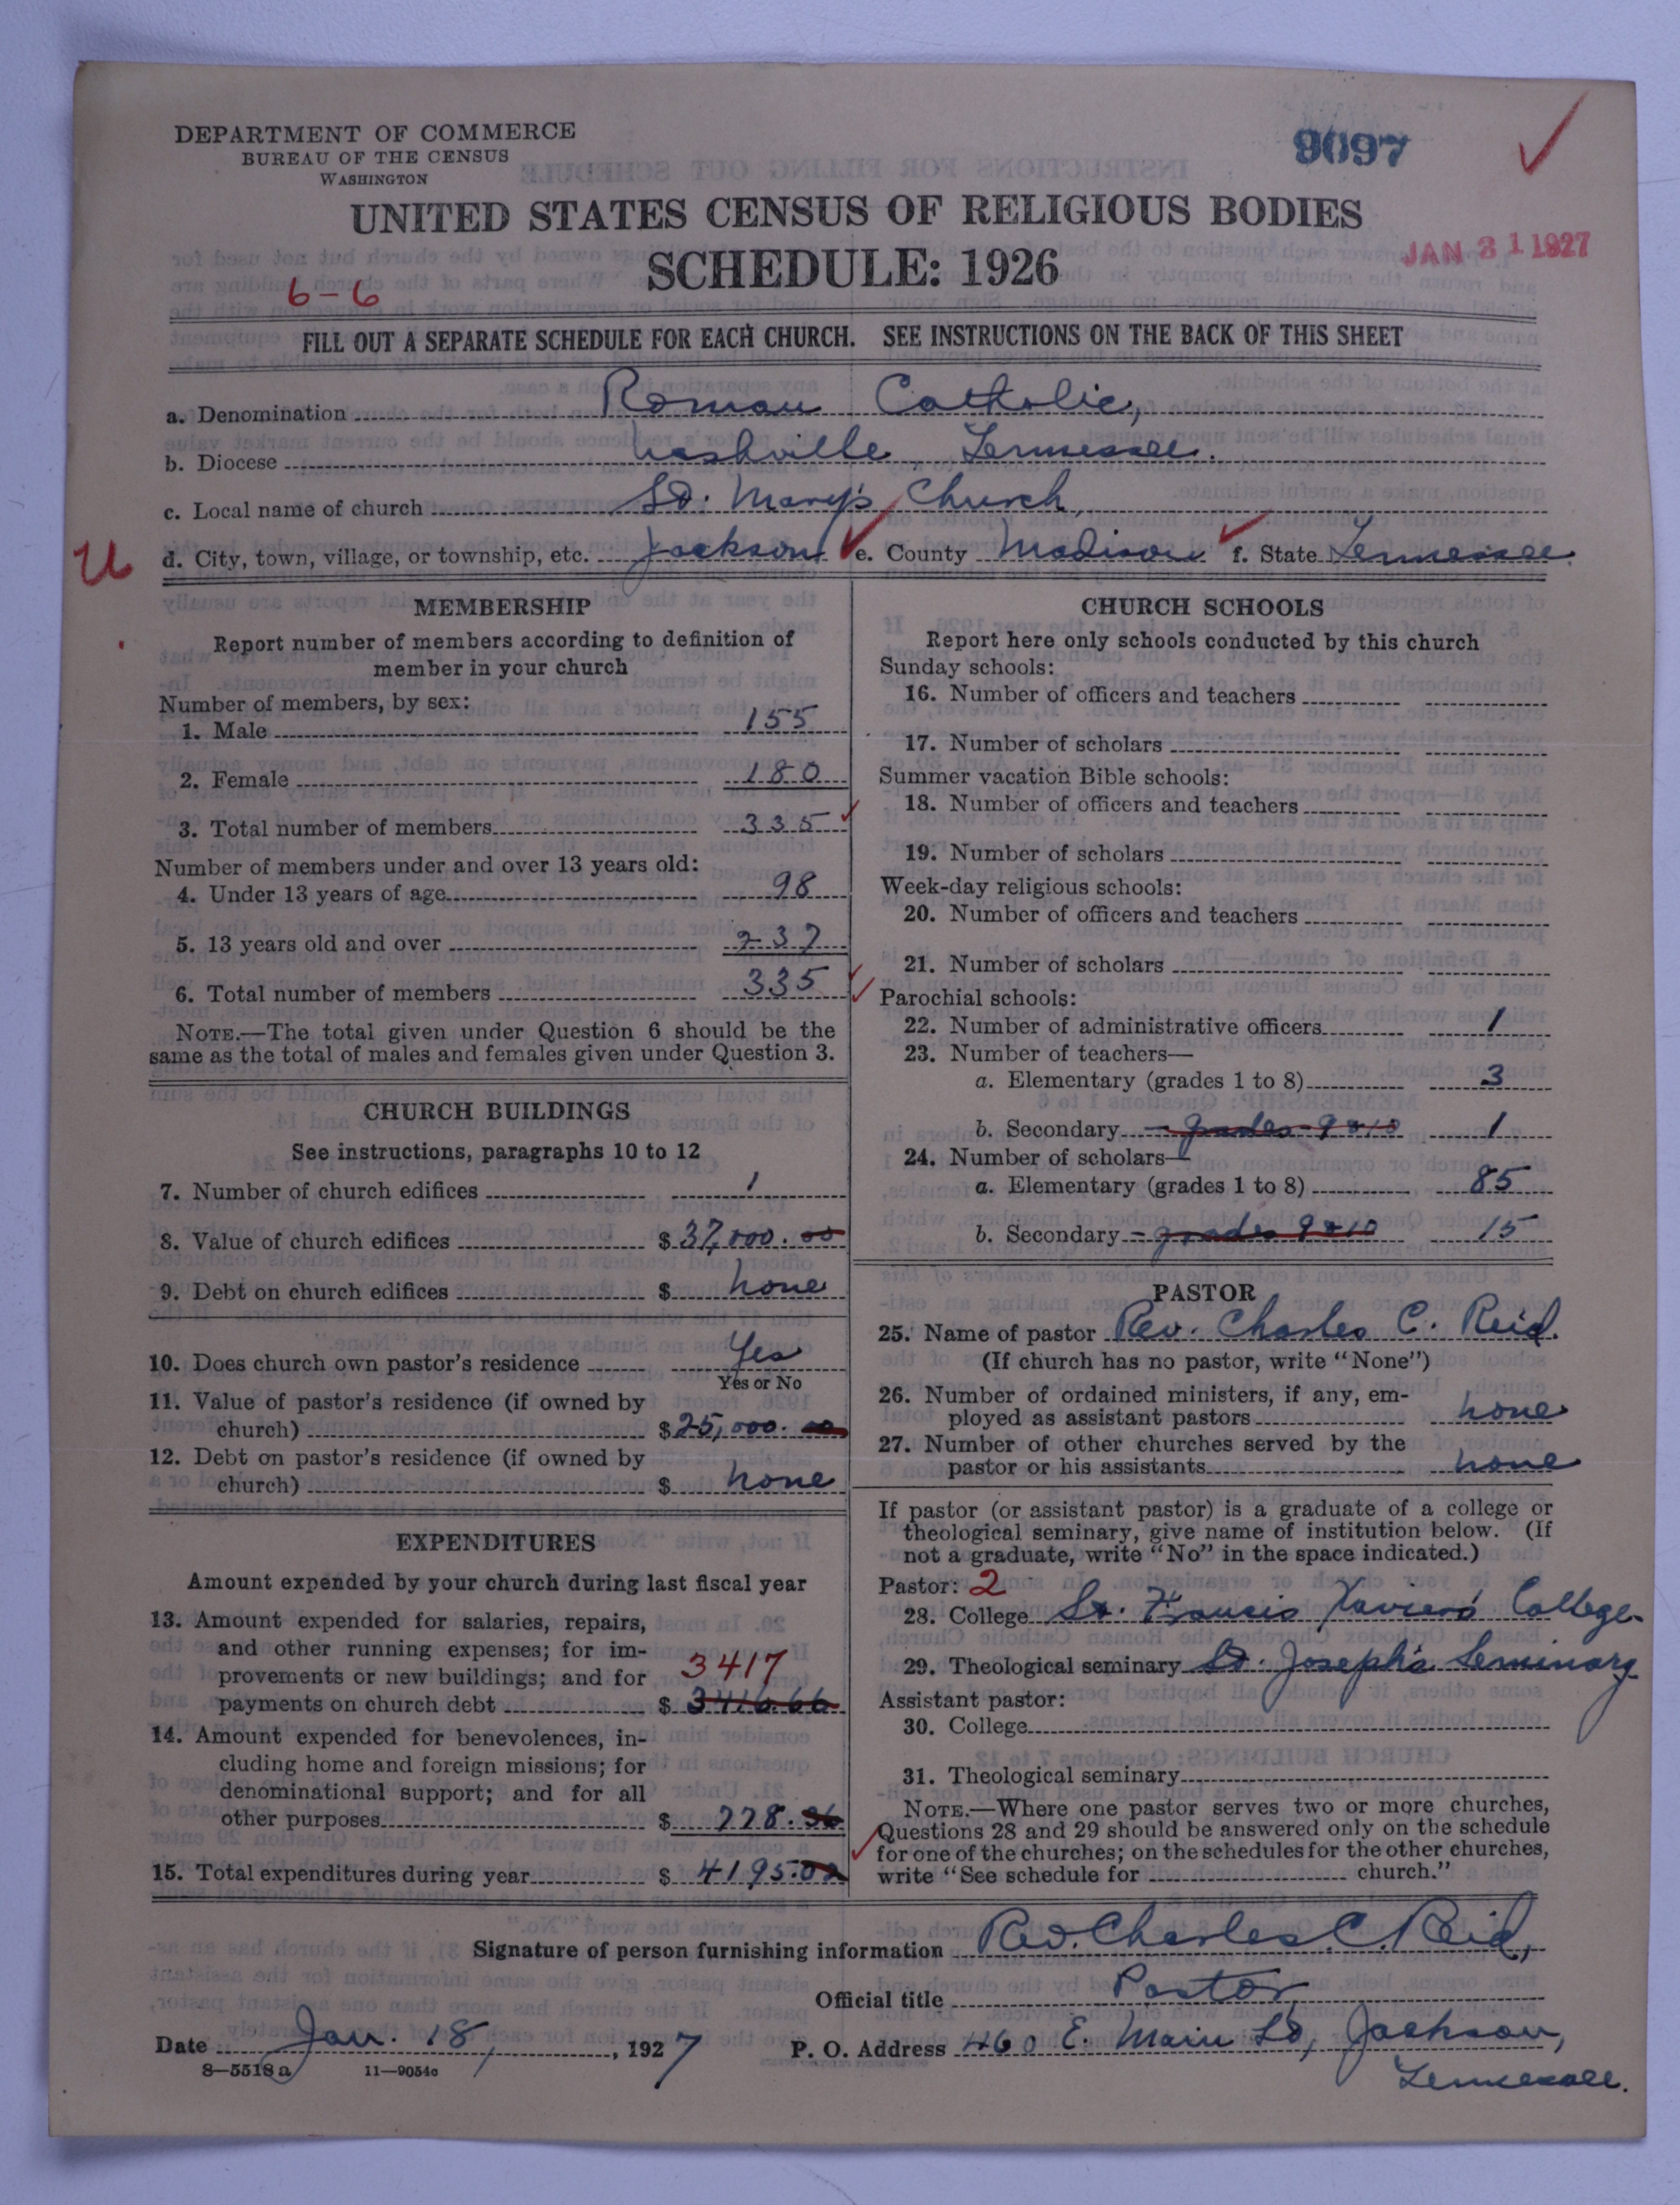 DEPARTMENT OF COMMERCE
BUREAU OF THE CENSUS
WASHINGTON
9097
UNITED STATES CENSUS OF RELIGIOUS BODIES
SCHEDULE: 1926
JAN 31 1927
6-6
FILL OUT A SEPARATE SCHEDULE FOR EACH CHURCH. SEE INSTRUCTIONS ON THE BACK OF THIS SHEET
a. Denomination Roman Catholic,
b. Diocese Nashville Tennessee.
c. Local name of church St. Mary's Church,
U d. City, town, village, or township, etc. Jackson e. County Madison f. State Tennessee.
MEMBERSHIP
Report number of members according to definition of
member in your church
Number of members, by sex:
1. Male 155
2. Female 180
3. Total number of members 335
Number of members under and over 13 years old:
4. Under 13 years of age 98
5. 13 years old and over 237
6. Total number of members 335
NOTE.—The total given under Question 6 should be the
same as the total of males and females given under Question 3.
CHURCH BUILDINGS
See instructions, paragraphs 10 to 12
7. Number of church edifices 1
8. Value of church edifices $37,000.00
9. Debt on church edifices $ none
10. Does church own pastor's residence Yes
Yes or No
11. Value of pastor's residence (if owned by
church) $25,000.00
12. Debt on pastor's residence (if owned by
church) $ none
EXPENDITURES
Amount expended by your church during last fiscal year
13. Amount expended for salaries, repairs,
and other running expenses; for im-
provements or new buildings; and for 3417
payments on church debt $ 3416.66
14. Amount expended for benevolences, in-
cluding home and foreign missions; for
denominational support; and for all
other purposes $ 778.36
15. Total expenditures during year $ 4195.02
CHURCH SCHOOLS
Report here only schools conducted by this church
Sunday schools:
16. Number of officers and teachers
17. Number of scholars
Summer vacation Bible schools:
18. Number of officers and teachers
19. Number of scholars
Week-day religious schools:
20. Number of officers and teachers
21. Number of scholars
Parochial schools:
22. Number of administrative officers 1
23. Number of teachers—
a. Elementary (grades 1 to 8) 3
b. Secondary - grades - 9 & 10 1
24. Number of scholars—
a. Elementary (grades 1 to 8) 85
b. Secondary - grades 9 & 10 15
PASTOR
25. Name of pastor Rev. Charles C. Reid.
(If church has no pastor, write "None")
26. Number of ordained ministers, if any, em-
ployed as assistant pastors none
27. Number of other churches served by the
pastor or his assistants none
If pastor (or assistant pastor) is a graduate of a college or
theological seminary, give name of institution below. (If
not a graduate, write "No" in the space indicated.)
Pastor: 2
28. College St. Francis Xavier's College
29. Theological seminary St. Joseph's Seminary
Assistant pastor:
30. College
31. Theological seminary
NOTE.—Where one pastor serves two or more churches,
Questions 28 and 29 should be answered only on the schedule
for one of the churches; on the schedules for the other churches,
write "See schedule for church."
Signature of person furnishing information Rev. Charles C. Reid,
Official title Pastor
Date Jan. 18, 1927 P. O. Address 460 E. Main St, Jackson,
Tennessee.
8—5518a 11—9054c